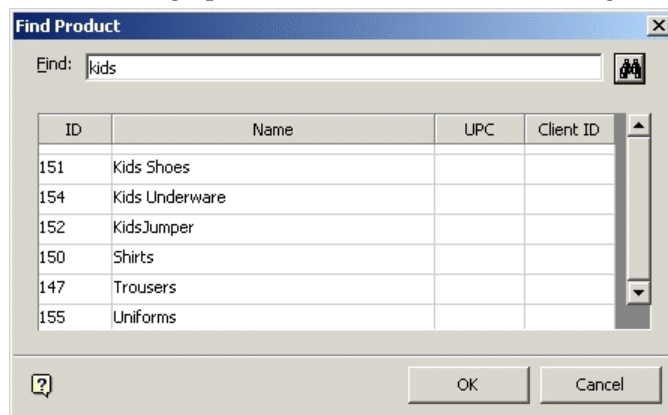 Find Product
Find: kids
ID Name UPC Client ID
151 Kids Shoes
154 Kids Underware
152 KidsJumper
150 Shirts
147 Trousers
155 Uniforms
OK Cancel